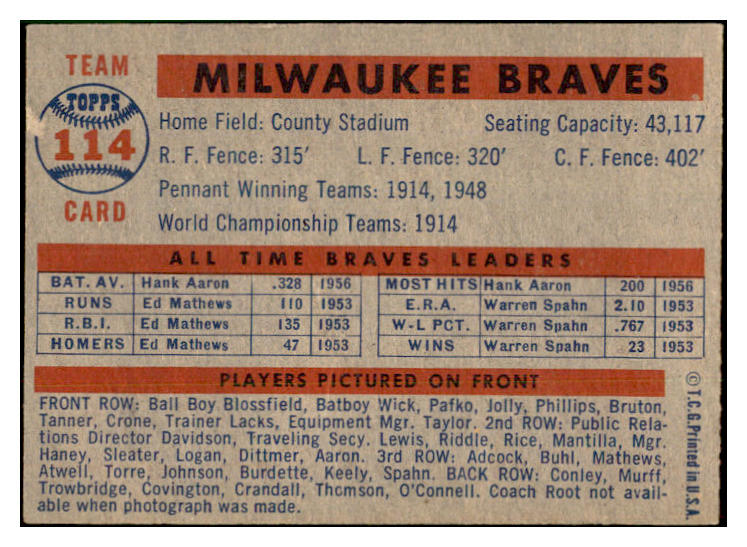 TEAM
TOPPS
114
CARD
MILWAUKEE BRAVES
Home Field: County Stadium Seating Capacity: 43,117
R. F. Fence: 315' L. F. Fence: 320' C. F. Fence: 402'
Pennant Winning Teams: 1914, 1948
World Championship Teams: 1914
ALL TIME BRAVES LEADERS
BAT. AV. Hank Aaron .328 1956 MOST HITS Hank Aaron 200 1956
RUNS Ed Mathews 110 1953 E.R.A. Warren Spahn 2.10 1953
R.B.I. Ed Mathews 135 1953 W-L PCT. Warren Spahn .767 1953
HOMERS Ed Mathews 47 1953 WINS Warren Spahn 23 1953
PLAYERS PICTURED ON FRONT
FRONT ROW: Ball Boy Blossfield, Batboy Wick, Pafko, Jolly, Phillips, Bruton,
Tanner, Crone, Trainer Lacks, Equipment Mgr. Taylor. 2nd ROW: Public Rela-
tions Director Davidson, Traveling Secy. Lewis, Riddle, Rice, Mantilla, Mgr.
Haney, Sleater, Logan, Dittmer, Aaron. 3rd ROW: Adcock, Buhl, Mathews,
Atwell, Torre, Johnson, Burdette, Keely, Spahn. BACK ROW: Conley, Murff,
Trowbridge, Covington, Crandall, Thomson, O'Connell. Coach Root not avail-
able when photograph was made.
© T.C.G. Printed in U.S.A.